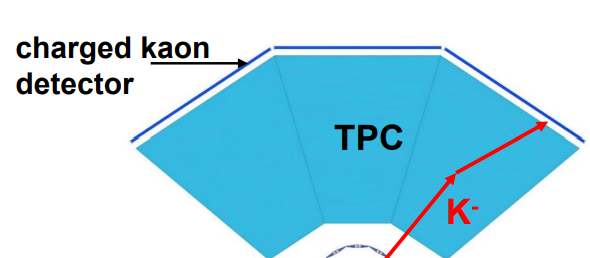 charged kaon
detector
TPC
K-